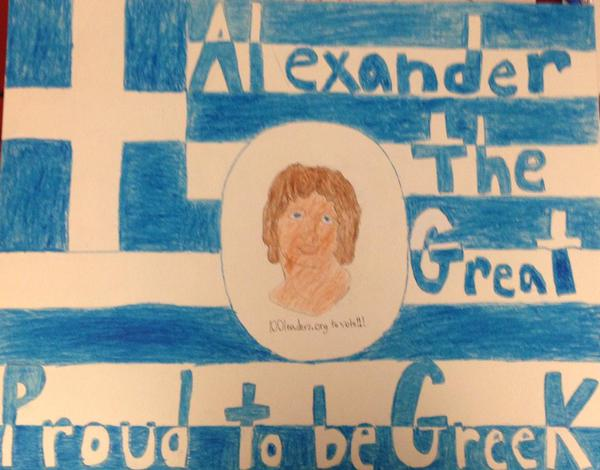 Alexander
the
Great
100leaders.org to vote!!!
Proud to be GreeK